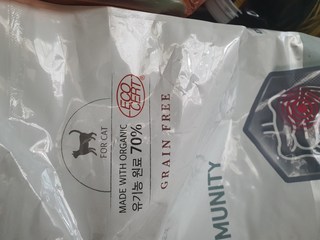 ECO
CERT
FOR CAT
MADE WITH ORGANIC
유기농 원료 70%
GRAIN FREE
MUNITY